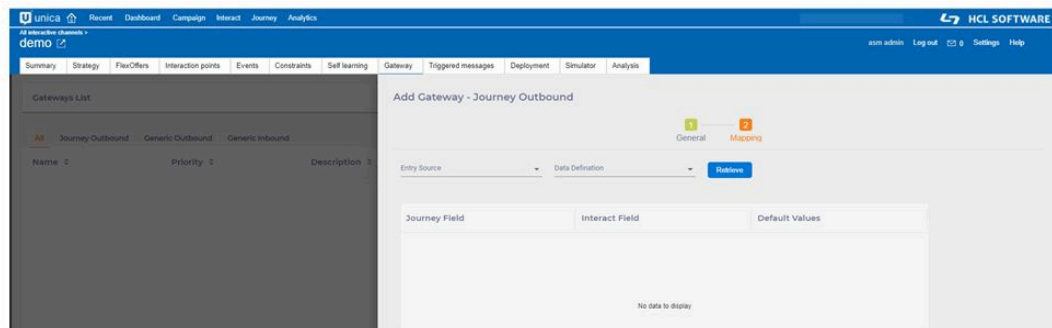 unica Recent Dashboard Campaign Interact Journey Analytics HCL SOFTWARE
All interactive channels >
demo asm admin Log out 0 Settings Help
Summary Strategy FlexOffers Interaction points Events Constraints Self learning Gateway Triggered messages Deployment Simulator Analysis
Gateways List
Add Gateway - Journey Outbound
1 2
General Mapping
All Journey Outbound Generic Outbound Generic Inbound
Name Priority Description
Entry Source Data Defination Retrieve
Journey Field Interact Field Default Values
No data to display